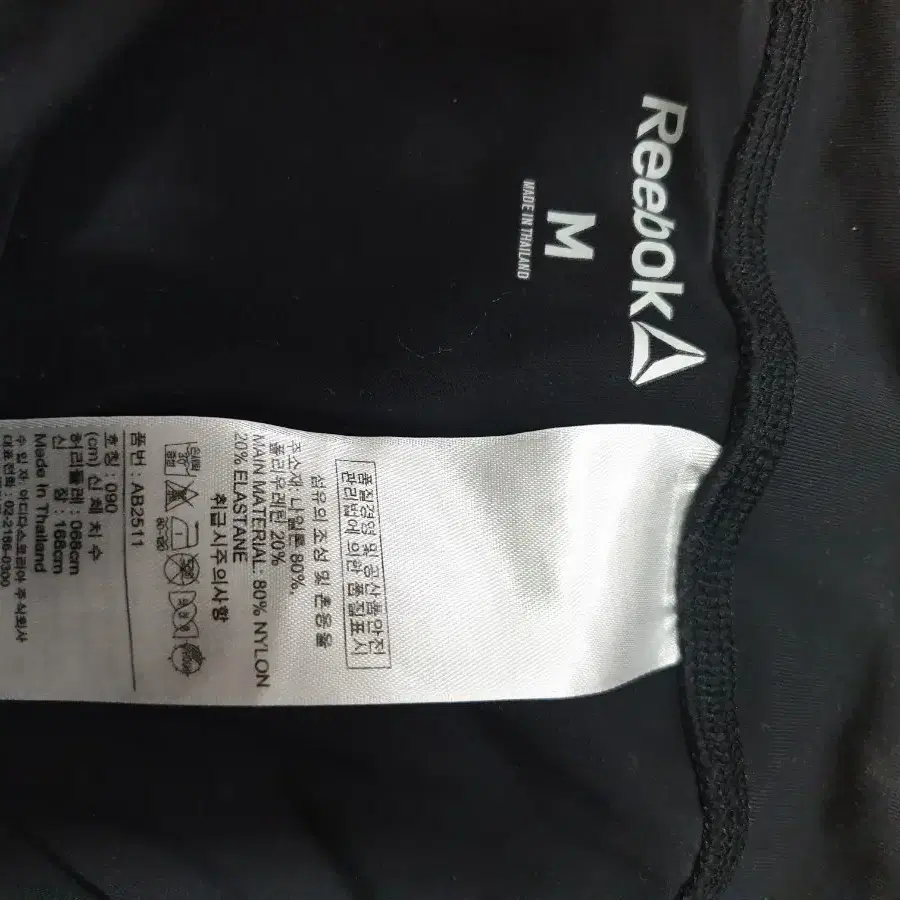 Reebok
M
MADE IN THAILAND
품질경영 및 공산품안전
관리법에 의한 품질표시
섬유의 조성 및 혼용율
주소재: 나일론 80%,
폴리우레탄 20%
MAIN MATERIAL: 80% NYLON
20% ELASTANE
취급시주의사항
품번 : AB2511
호칭 : 090
(cm) 신 체 치 수
허리둘레 : 068cm
신 장 : 168cm
Made In Thailand
수 입 자: 아디다스코리아 주식회사
대표전화 : 02-2186-0300